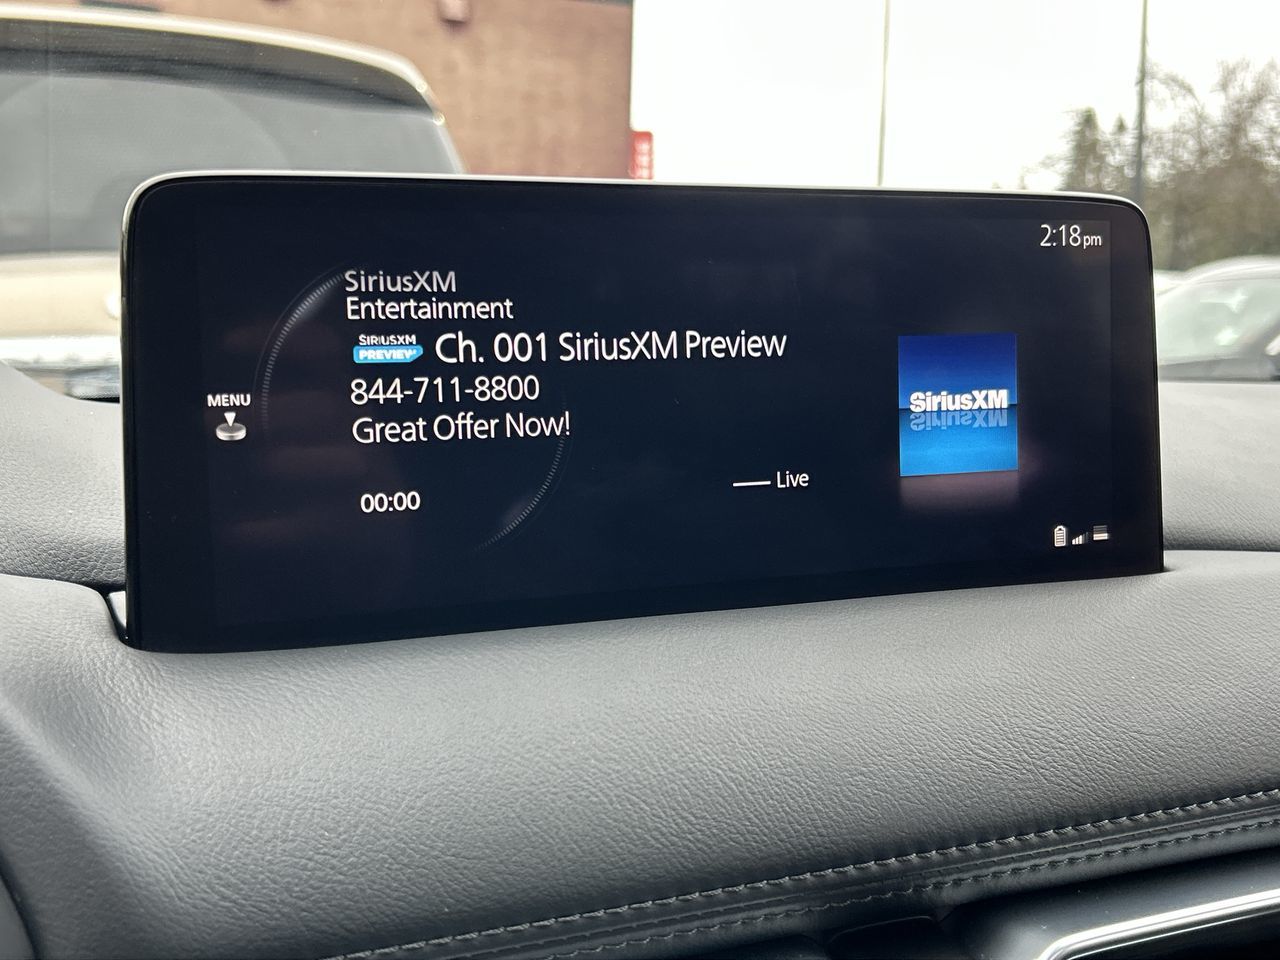 2:18pm
SiriusXM
Entertainment
SIRIUSXM
PREVIEW
Ch. 001 SiriusXM Preview
844-711-8800
Great Offer Now!
MENU
00:00
Live
SiriusXM